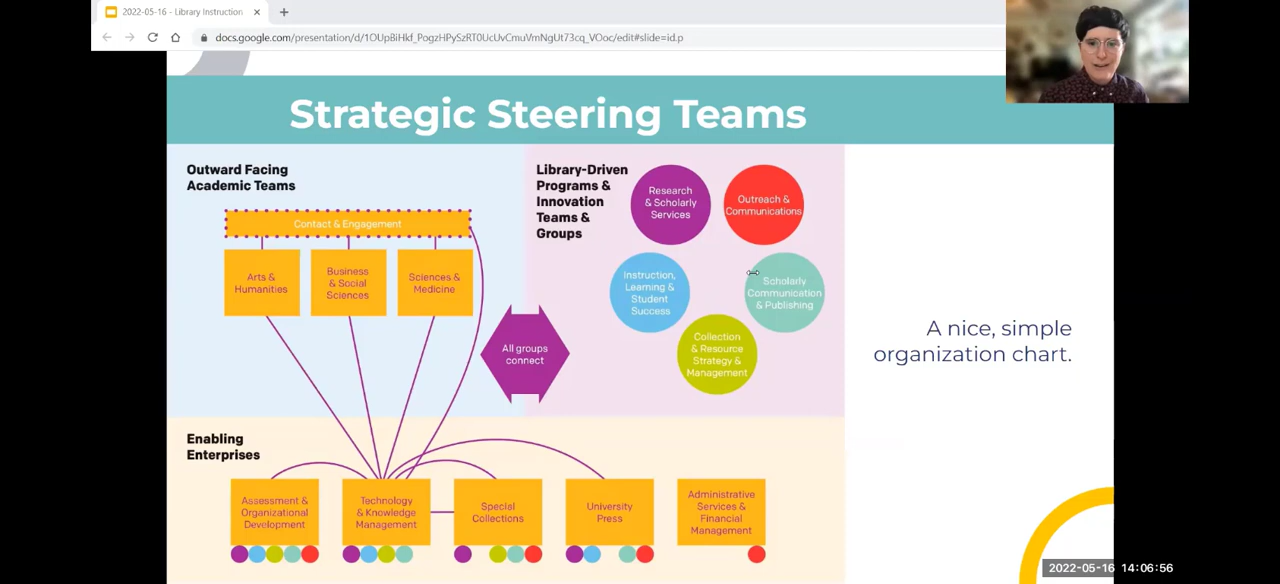 2022-05-16 - Library Instruction
docs.google.com/presentation/d/1OUpBiHkf_PogzHPySzRT0UcUvCmuVmNgUt73cq_VOoc/edit#slide=id.p
Strategic Steering Teams
Outward Facing
Academic Teams
Contact & Engagement
Arts &
Humanities
Business
& Social
Sciences
Sciences &
Medicine
Library-Driven
Programs &
Innovation
Teams &
Groups
Research
& Scholarly
Services
Outreach &
Communications
Instruction,
Learning &
Student
Success
Scholarly
Communication
& Publishing
Collection
& Resource
Strategy &
Management
All groups
connect
A nice, simple
organization chart.
Enabling
Enterprises
Assessment &
Organizational
Development
Technology
& Knowledge
Management
Special
Collections
University
Press
Administrative
Services &
Financial
Management
2022-05-16 14:06:56